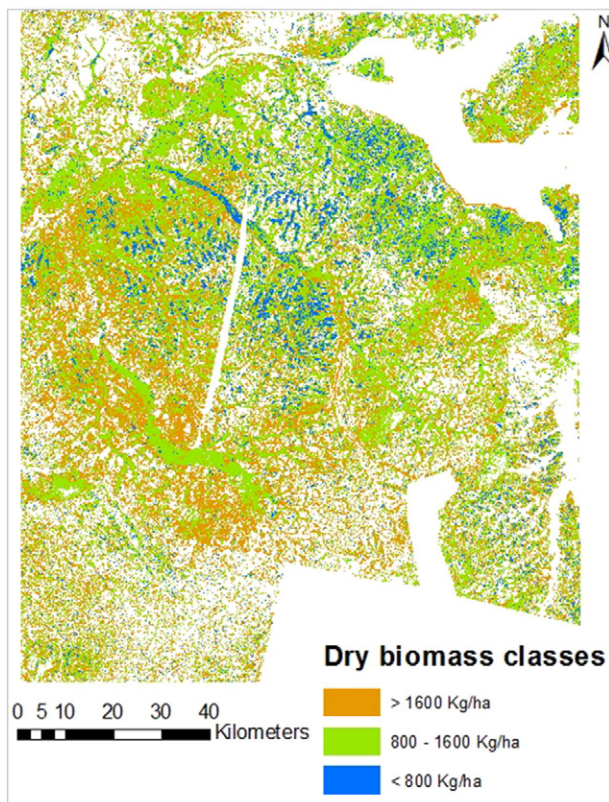 N
Dry biomass classes
> 1600 Kg/ha
800 - 1600 Kg/ha
< 800 Kg/ha
0 5 10 20 30 40
Kilometers